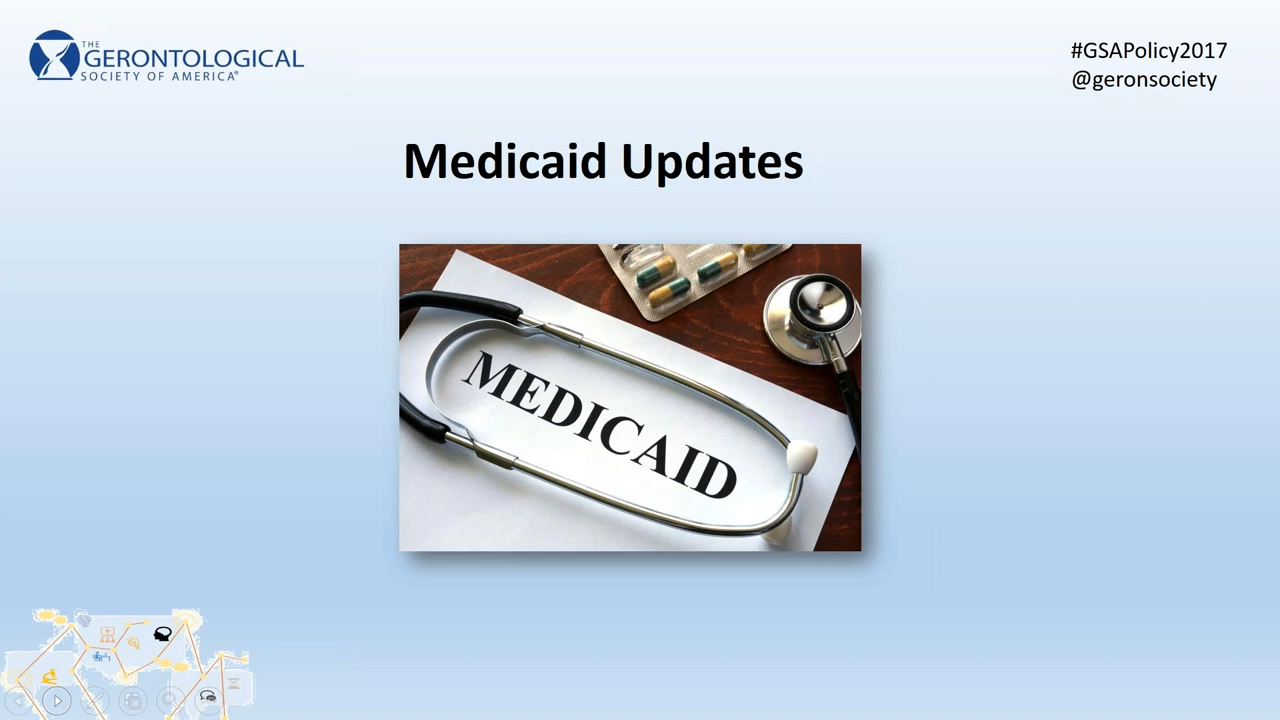 THE
GERONTOLOGICAL
SOCIETY OF AMERICA®
#GSAPolicy2017
@geronsociety
Medicaid Updates
MEDICAID